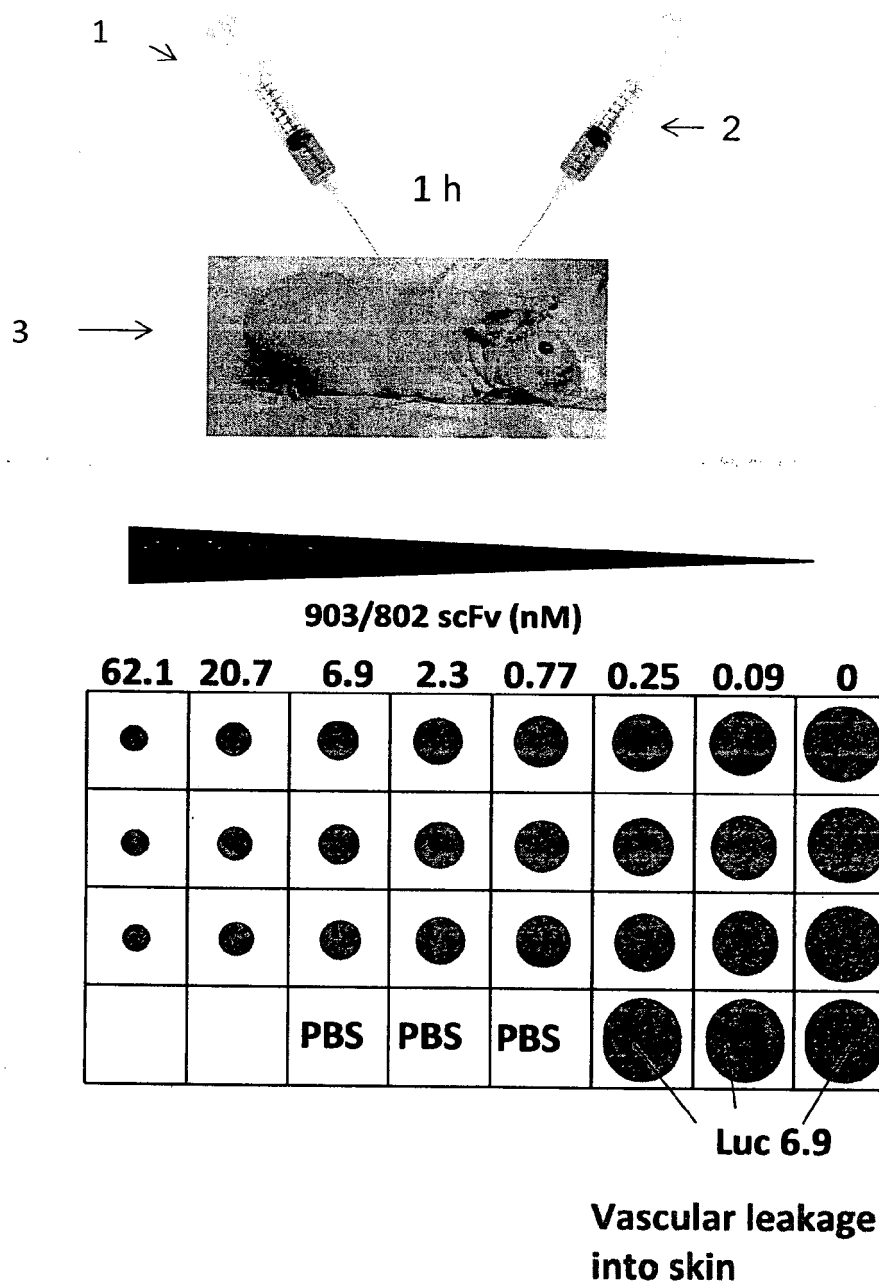 1
2
1 h
3
903/802 scFv (nM)
62.1 20.7 6.9 2.3 0.77 0.25 0.09 0
PBS PBS PBS
Luc 6.9
Vascular leakage
into skin